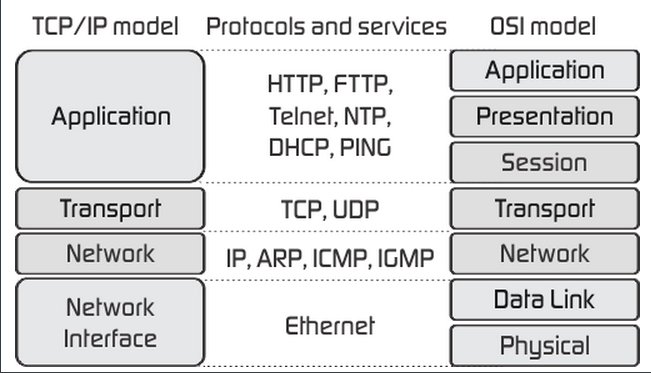 TCP/IP model Protocols and services OSI model
Application
HTTP, FTTP,
Telnet, NTP,
DHCP, PING
Application
Presentation
Session
Transport TCP, UDP Transport
Network IP, ARP, ICMP, IGMP Network
Network
Interface
Ethernet
Data Link
Physical